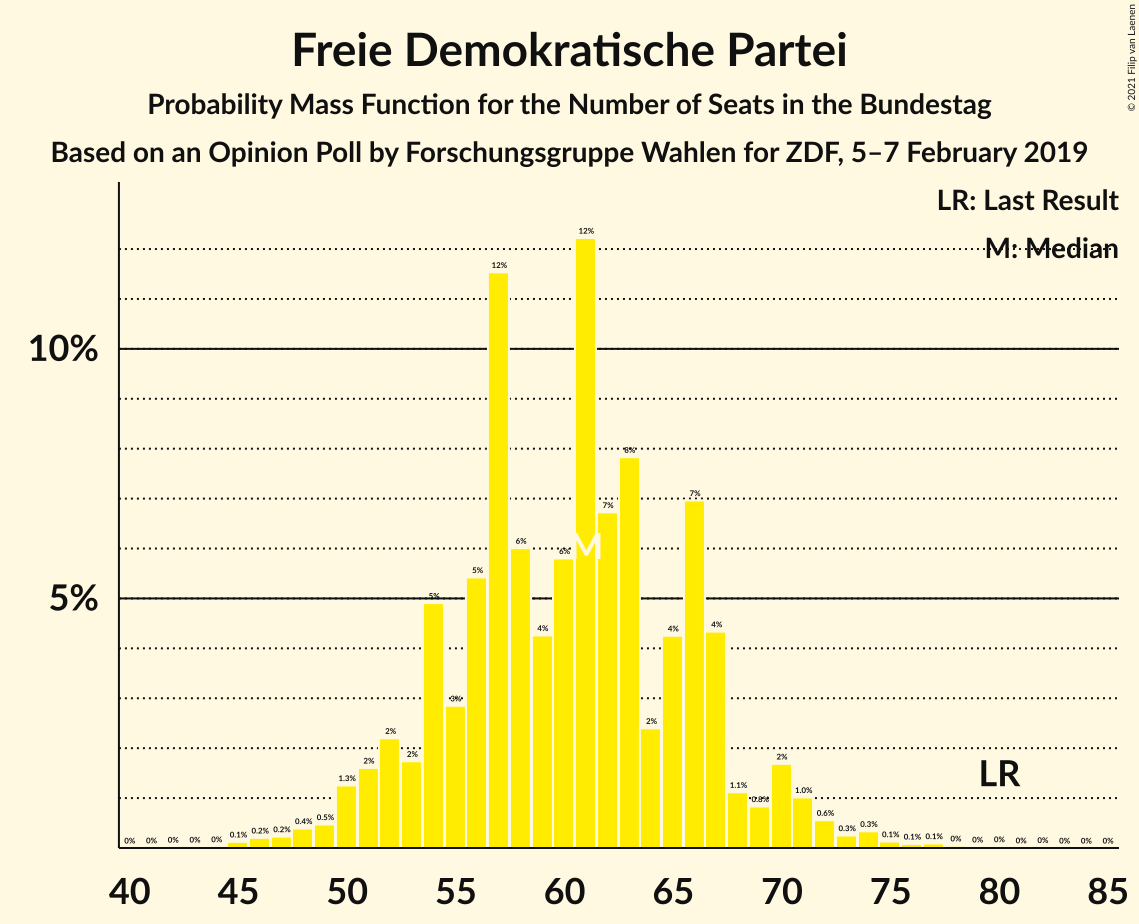 Freie Demokratische Partei
Probability Mass Function for the Number of Seats in the Bundestag
Based on an Opinion Poll by Forschungsgruppe Wahlen for ZDF, 5–7 February 2019
© 2021 Filip van Laenen
LR: Last Result
M: Median
10%
5%
0% 0% 0% 0% 0% 0.1% 0.2% 0.2% 0.4% 0.5% 1.3% 2% 2% 2% 5% 3% 5% 12% 6% 4% 6% 12% 7% 8% 2% 4% 7% 4% 1.1% 0.8% 2% 1.0% 0.6% 0.3% 0.3% 0.1% 0.1% 0.1% 0% 0% 0% 0% 0% 0% 0% 0%
M
LR
40 45 50 55 60 65 70 75 80 85